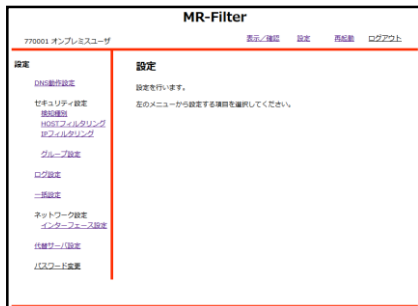 MR-Filter
770001 オンプレミスユーザ
表示／確認 設定 再起動 ログアウト
設定
DNS動作設定
セキュリティ設定
検知種別
HOSTフィルタリング
IPフィルタリング
グループ設定
ログ設定
一括設定
ネットワーク設定
インターフェース設定
代替サーバ設定
パスワード変更
設定
設定を行います。
左のメニューから設定する項目を選択してください。